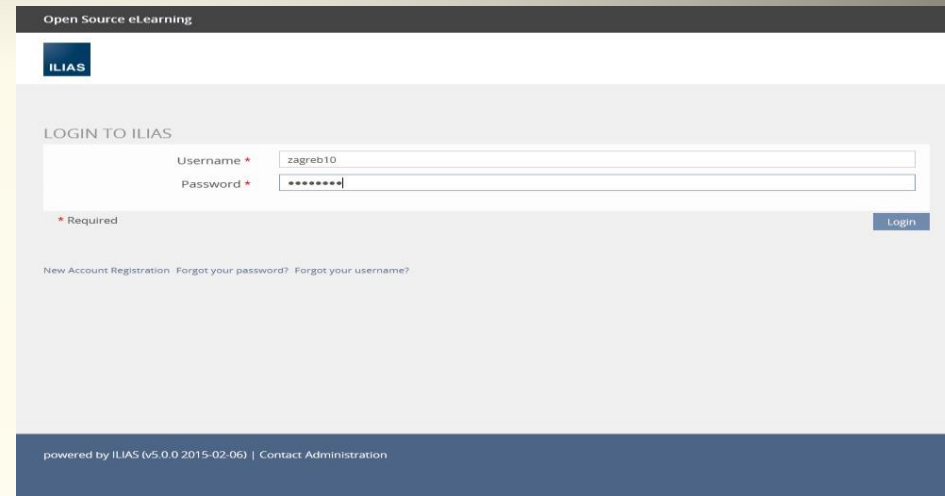 Open Source eLearning
ILIAS
LOGIN TO ILIAS
Username * zagreb10
Password * ••••••••
* Required
Login
New Account Registration Forgot your password? Forgot your username?
powered by ILIAS (v5.0.0 2015-02-06) | Contact Administration